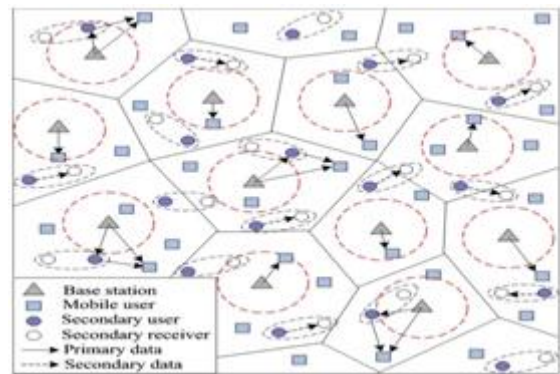 Base station
Mobile user
Secondary user
Secondary receiver
Primary data
Secondary data